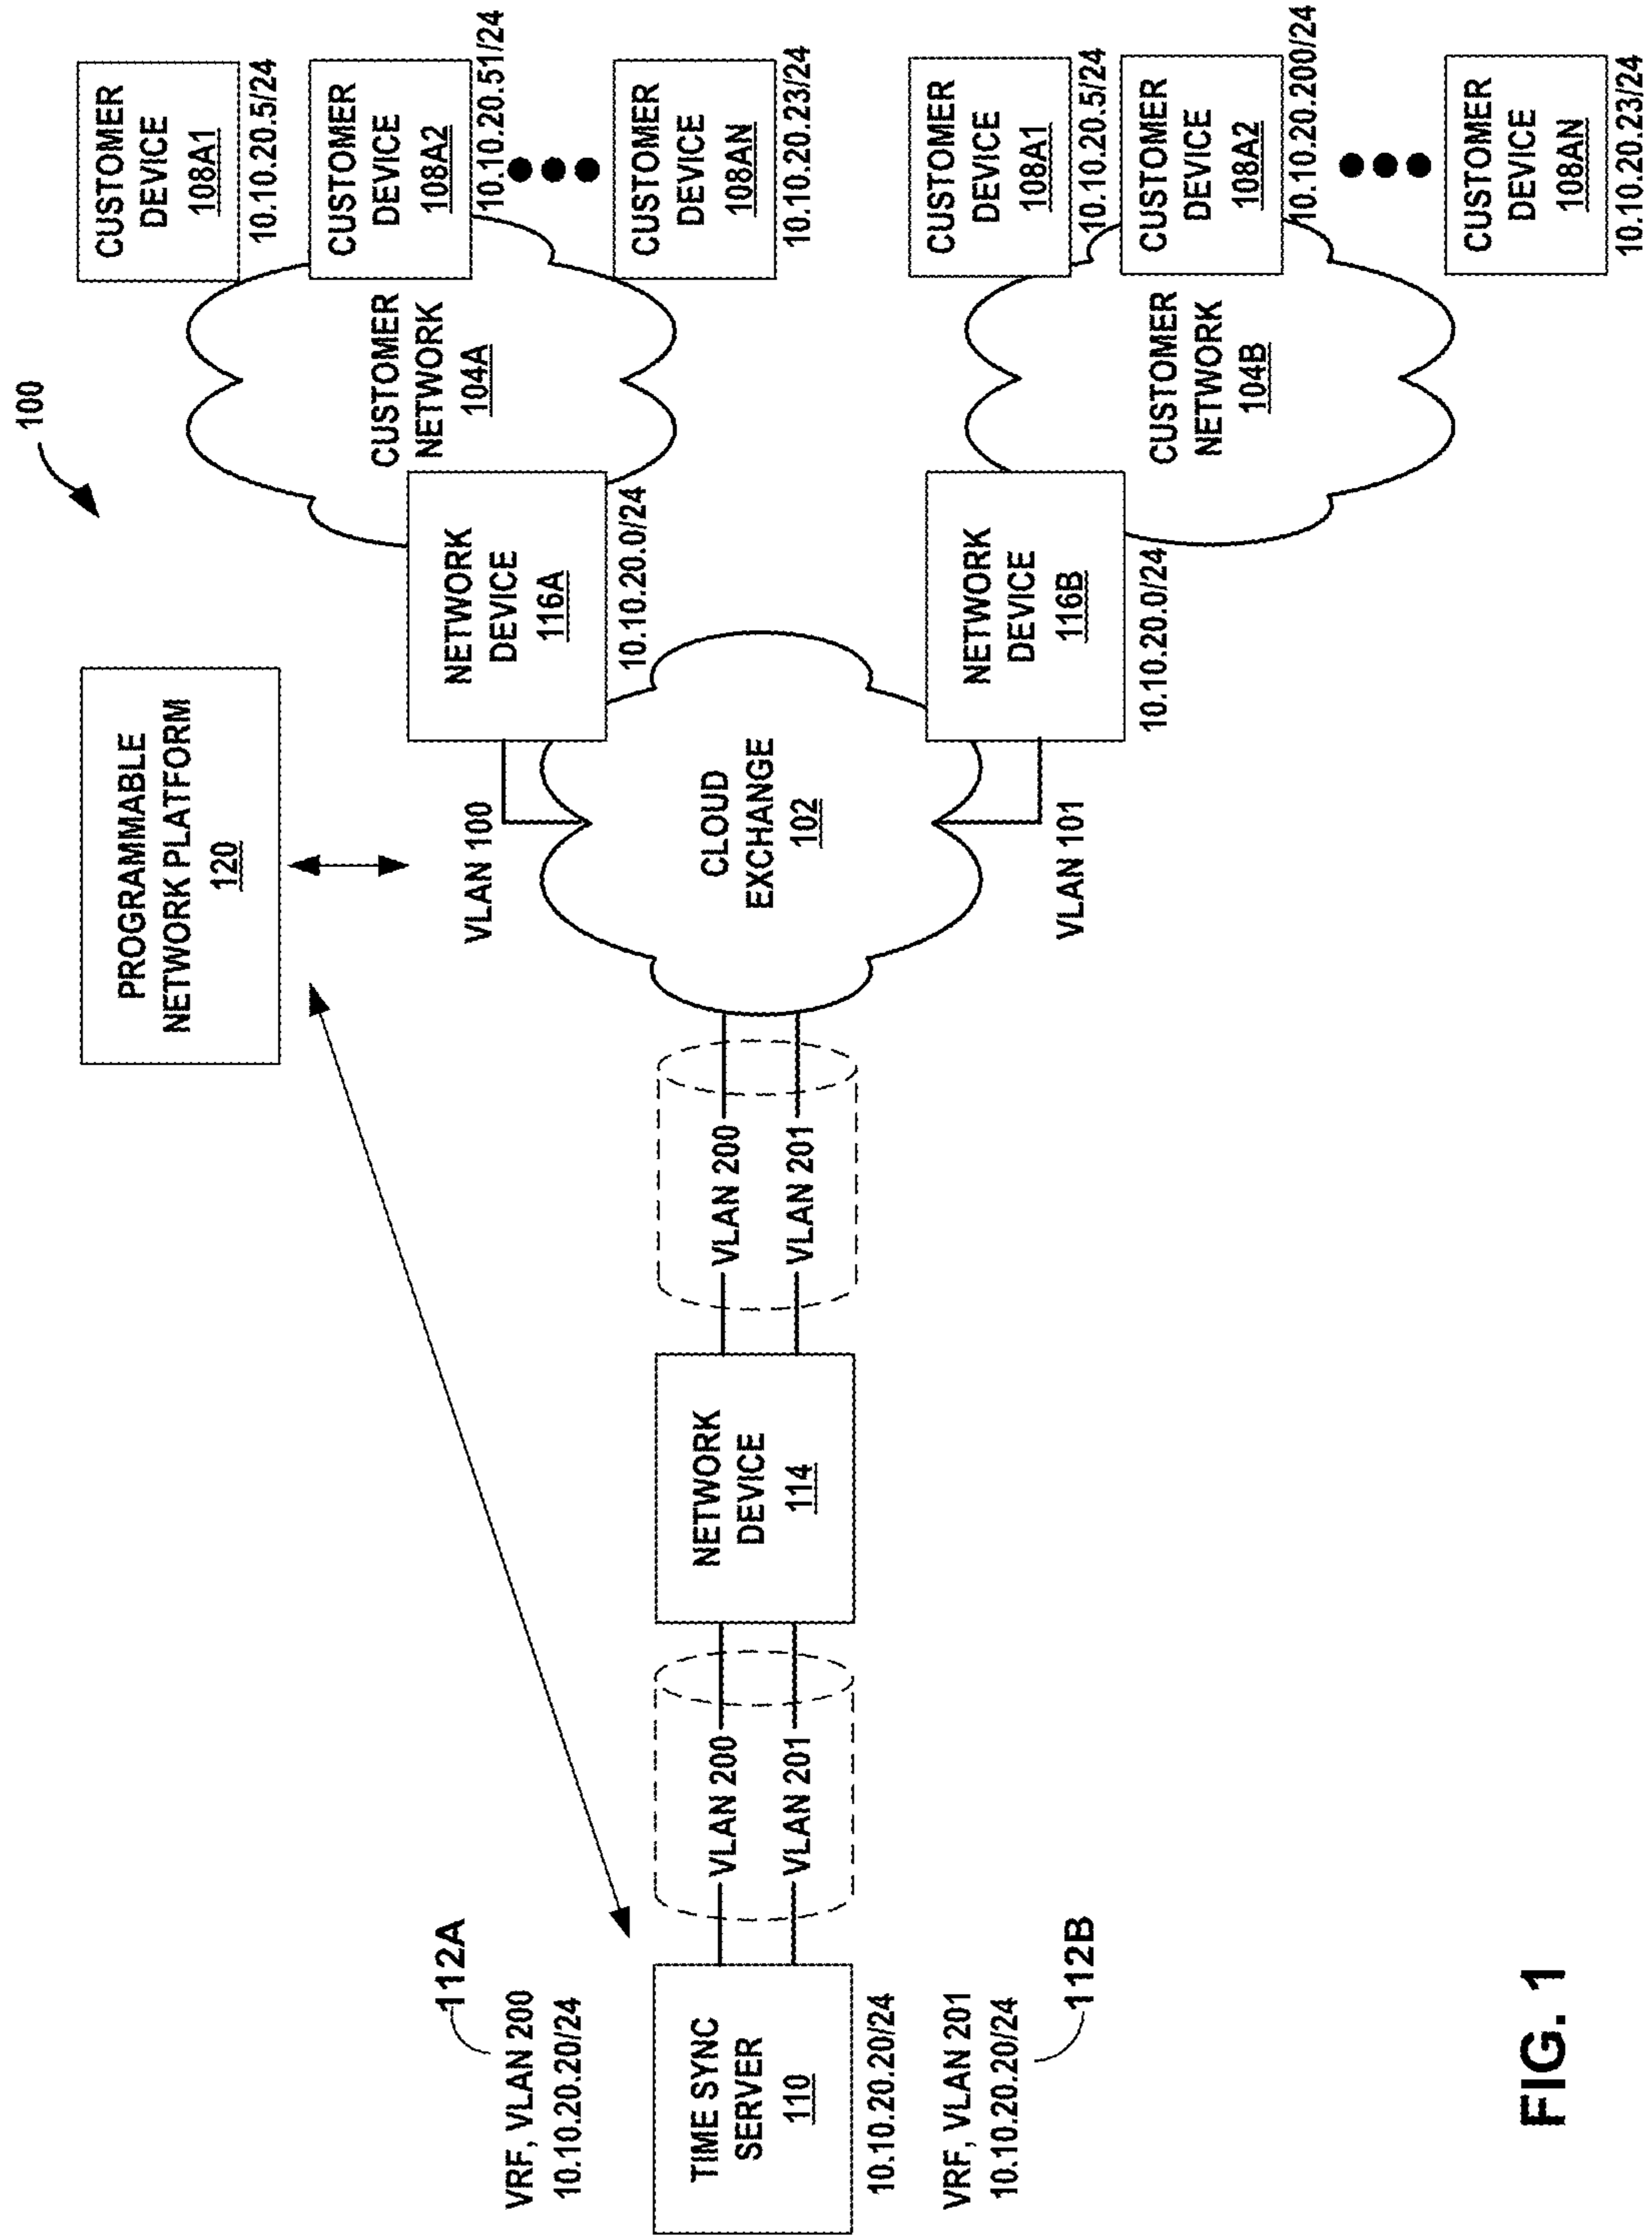 100
PROGRAMMABLE
NETWORK PLATFORM
120
CUSTOMER
DEVICE
108A1
10.10.20.5/24
CUSTOMER
DEVICE
108A2
10.10.20.51/24
CUSTOMER
DEVICE
108AN
10.10.20.23/24
CUSTOMER
NETWORK
104A
NETWORK
DEVICE
116A
10.10.20.0/24
VLAN 100
112A
VRF, VLAN 200
10.10.20.20/24
TIME SYNC
SERVER
110
10.10.20.20/24
VRF, VLAN 201
10.10.20.20/24
112B
VLAN 200
VLAN 201
NETWORK
DEVICE
114
VLAN 200
VLAN 201
CLOUD
EXCHANGE
102
VLAN 101
NETWORK
DEVICE
116B
10.10.20.0/24
CUSTOMER
NETWORK
104B
CUSTOMER
DEVICE
108A1
10.10.20.5/24
CUSTOMER
DEVICE
108A2
10.10.20.200/24
CUSTOMER
DEVICE
108AN
10.10.20.23/24
FIG. 1